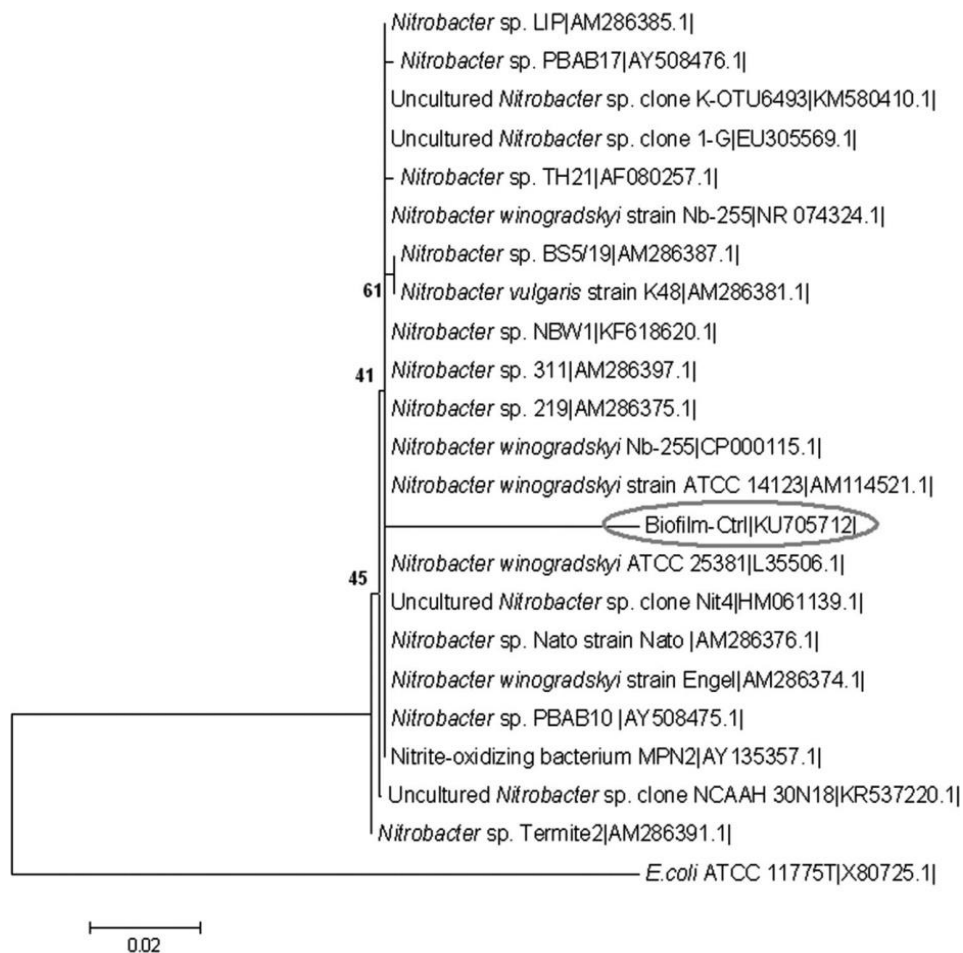 Nitrobacter sp. LIP|AM286385.1|
Nitrobacter sp. PBAB17|AY508476.1|
Uncultured Nitrobacter sp. clone K-OTU6493|KM580410.1|
Uncultured Nitrobacter sp. clone 1-G|EU305569.1|
Nitrobacter sp. TH21|AF080257.1|
Nitrobacter winogradskyi strain Nb-255|NR 074324.1|
Nitrobacter sp. BS5/19|AM286387.1|
61
Nitrobacter vulgaris strain K48|AM286381.1|
Nitrobacter sp. NBW1|KF618620.1|
41
Nitrobacter sp. 311|AM286397.1|
Nitrobacter sp. 219|AM286375.1|
Nitrobacter winogradskyi Nb-255|CP000115.1|
Nitrobacter winogradskyi strain ATCC 14123|AM114521.1|
Biofilm-Ctrl|KU705712|
Nitrobacter winogradskyi ATCC 25381|L35506.1|
45
Uncultured Nitrobacter sp. clone Nit4|HM061139.1|
Nitrobacter sp. Nato strain Nato |AM286376.1|
Nitrobacter winogradskyi strain Engel|AM286374.1|
Nitrobacter sp. PBAB10 |AY508475.1|
Nitrite-oxidizing bacterium MPN2|AY135357.1|
Uncultured Nitrobacter sp. clone NCAAH 30N18|KR537220.1|
Nitrobacter sp. Termite2|AM286391.1|
E.coli ATCC 11775T|X80725.1|
0.02